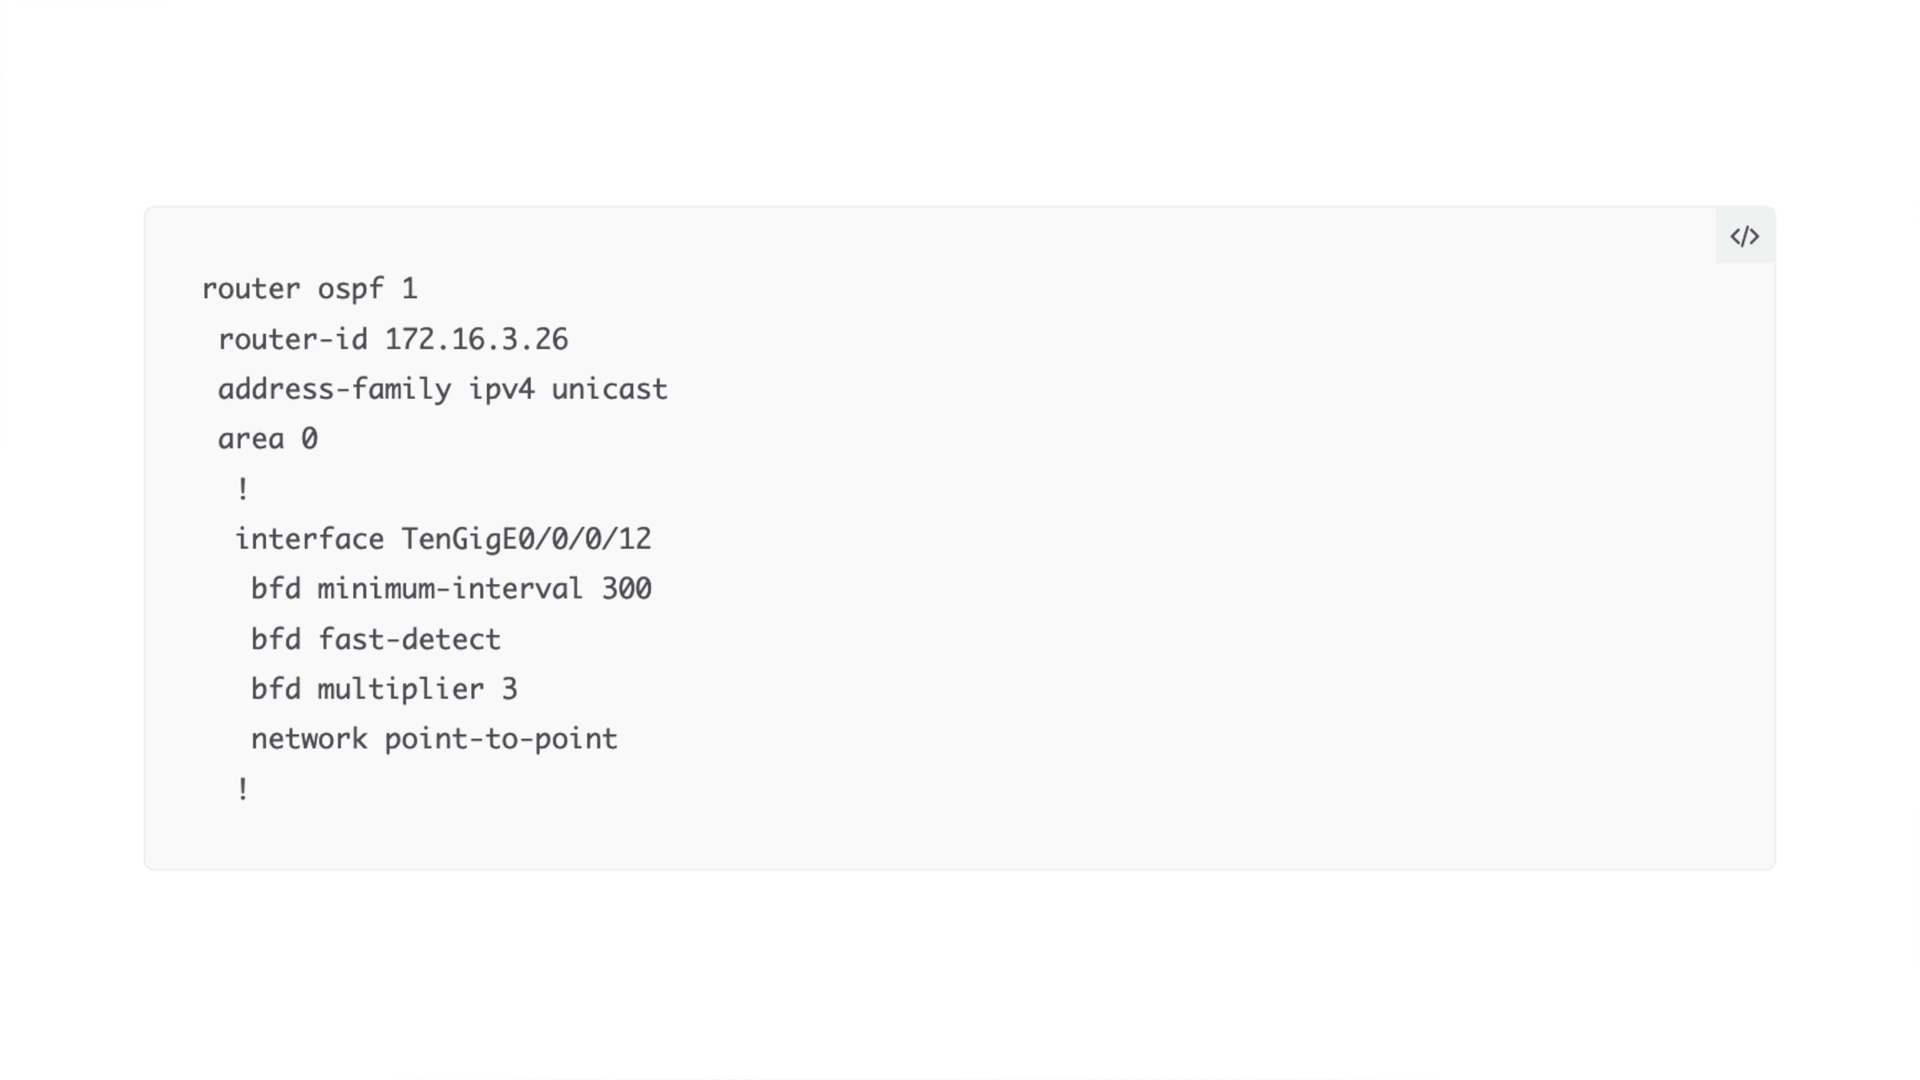 </>
router ospf 1
router-id 172.16.3.26
address-family ipv4 unicast
area 0
!
interface TenGigE0/0/0/12
bfd minimum-interval 300
bfd fast-detect
bfd multiplier 3
network point-to-point
!